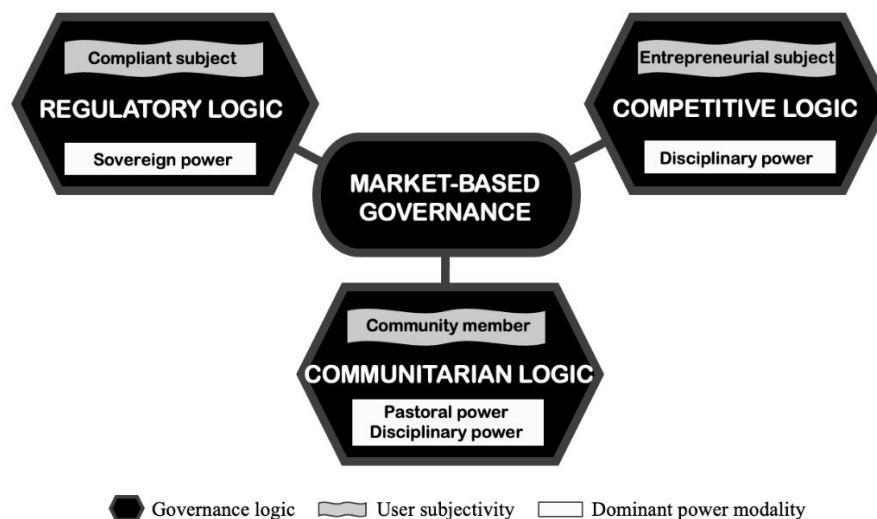 Compliant subject
REGULATORY LOGIC
Sovereign power
Entrepreneurial subject
COMPETITIVE LOGIC
Disciplinary power
MARKET-BASED
GOVERNANCE
Community member
COMMUNITARIAN LOGIC
Pastoral power
Disciplinary power
Governance logic
User subjectivity
Dominant power modality